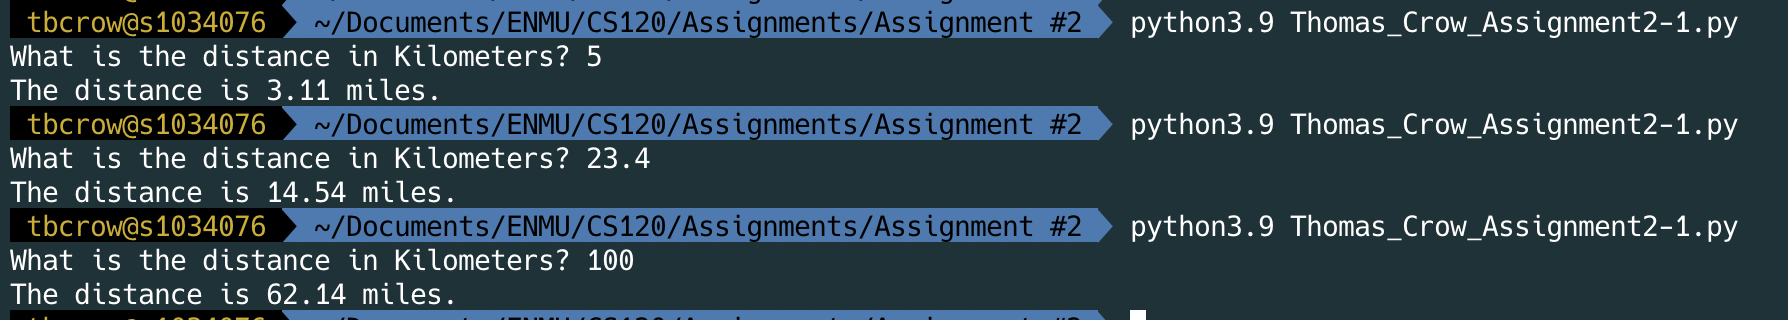 tbcrow@s1034076 ~/Documents/ENMU/CS120/Assignments/Assignment #2 python3.9 Thomas_Crow_Assignment2-1.py
What is the distance in Kilometers? 5
The distance is 3.11 miles.
tbcrow@s1034076 ~/Documents/ENMU/CS120/Assignments/Assignment #2 python3.9 Thomas_Crow_Assignment2-1.py
What is the distance in Kilometers? 23.4
The distance is 14.54 miles.
tbcrow@s1034076 ~/Documents/ENMU/CS120/Assignments/Assignment #2 python3.9 Thomas_Crow_Assignment2-1.py
What is the distance in Kilometers? 100
The distance is 62.14 miles.